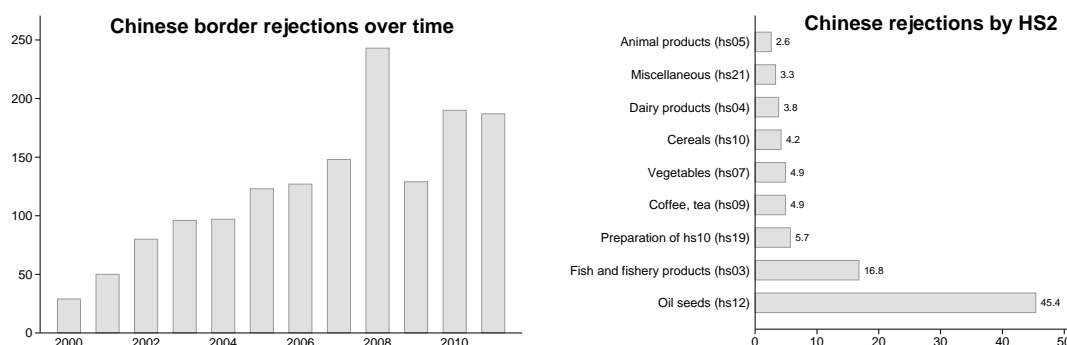 Chinese border rejections over time
250
200
150
100
50
0
2000 2002 2004 2006 2008 2010
Chinese rejections by HS2
Animal products (hs05) 2.6
Miscellaneous (hs21) 3.3
Dairy products (hs04) 3.8
Cereals (hs10) 4.2
Vegetables (hs07) 4.9
Coffee, tea (hs09) 4.9
Preparation of hs10 (hs19) 5.7
Fish and fishery products (hs03) 16.8
Oil seeds (hs12) 45.4
0 10 20 30 40 50